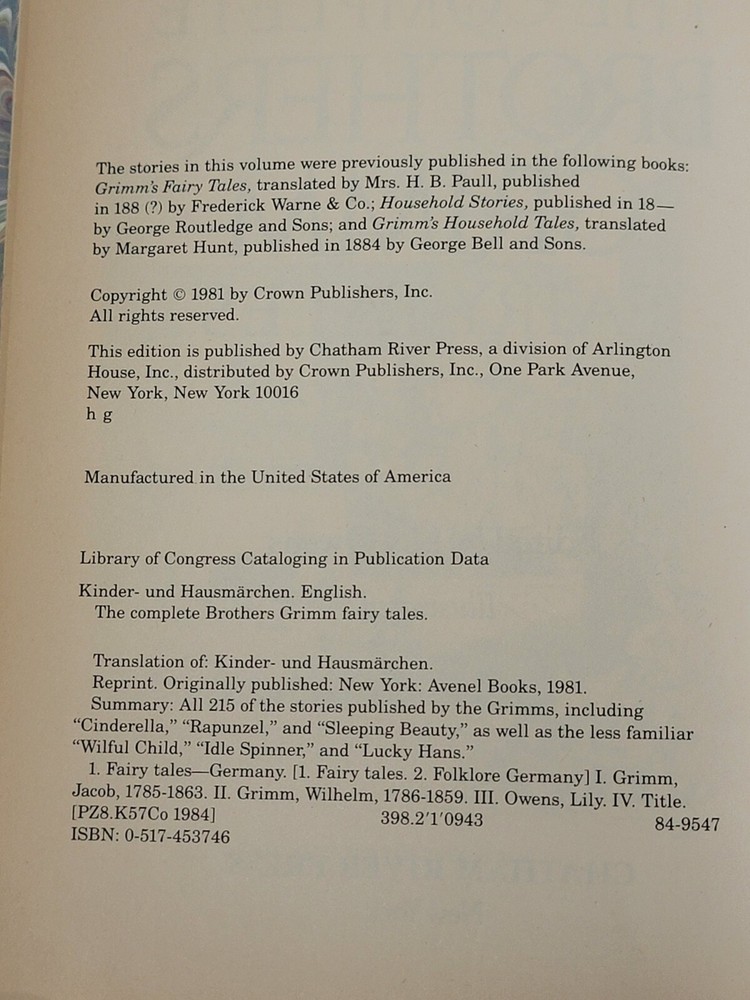 The stories in this volume were previously published in the following books:
Grimm's Fairy Tales, translated by Mrs. H. B. Paull, published
in 188 (?) by Frederick Warne & Co.; Household Stories, published in 18—
by George Routledge and Sons; and Grimm's Household Tales, translated
by Margaret Hunt, published in 1884 by George Bell and Sons.
Copyright © 1981 by Crown Publishers, Inc.
All rights reserved.
This edition is published by Chatham River Press, a division of Arlington
House, Inc., distributed by Crown Publishers, Inc., One Park Avenue,
New York, New York 10016
h g
Manufactured in the United States of America
Library of Congress Cataloging in Publication Data
Kinder- und Hausmärchen. English.
The complete Brothers Grimm fairy tales.
Translation of: Kinder- und Hausmärchen.
Reprint. Originally published: New York: Avenel Books, 1981.
Summary: All 215 of the stories published by the Grimms, including
“Cinderella,” “Rapunzel,” and “Sleeping Beauty,” as well as the less familiar
“Wilful Child,” “Idle Spinner,” and “Lucky Hans.”
1. Fairy tales—Germany. [1. Fairy tales. 2. Folklore Germany] I. Grimm,
Jacob, 1785-1863. II. Grimm, Wilhelm, 1786-1859. III. Owens, Lily. IV. Title.
[PZ8.K57Co 1984] 398.2'1'0943 84-9547
ISBN: 0-517-453746